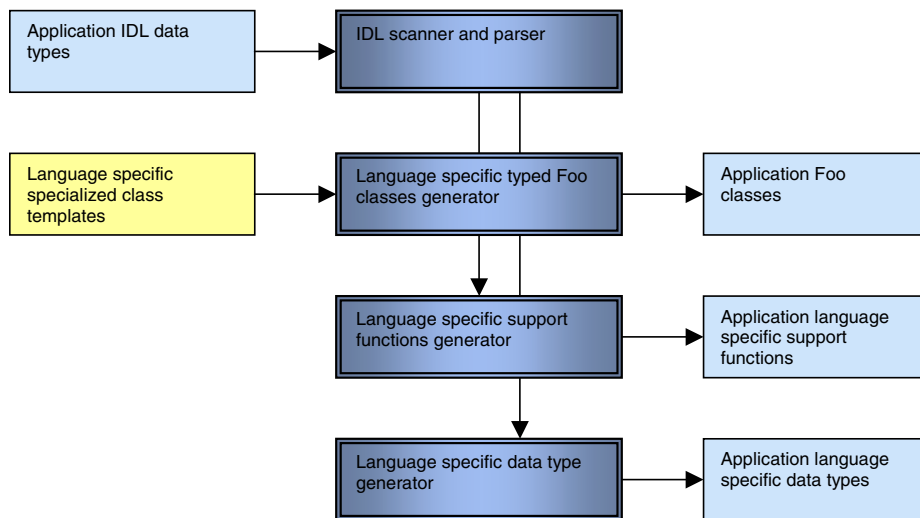 Application IDL data
types
IDL scanner and parser
Language specific
specialized class
templates
Language specific typed Foo
classes generator
Application Foo
classes
Language specific support
functions generator
Application language
specific support
functions
Language specific data type
generator
Application language
specific data types